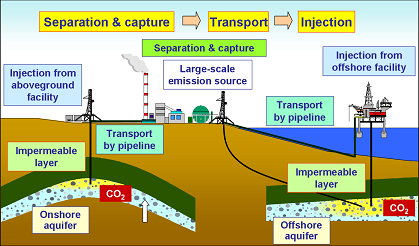 Separation & capture
Transport
Injection
Separation & capture
Injection from
aboveground
facility
Large-scale
emission source
Injection from
offshore facility
Transport
by pipeline
Transport
by pipeline
Impermeable
layer
Impermeable
layer
CO2
CO2
Onshore
aquifer
Offshore
aquifer